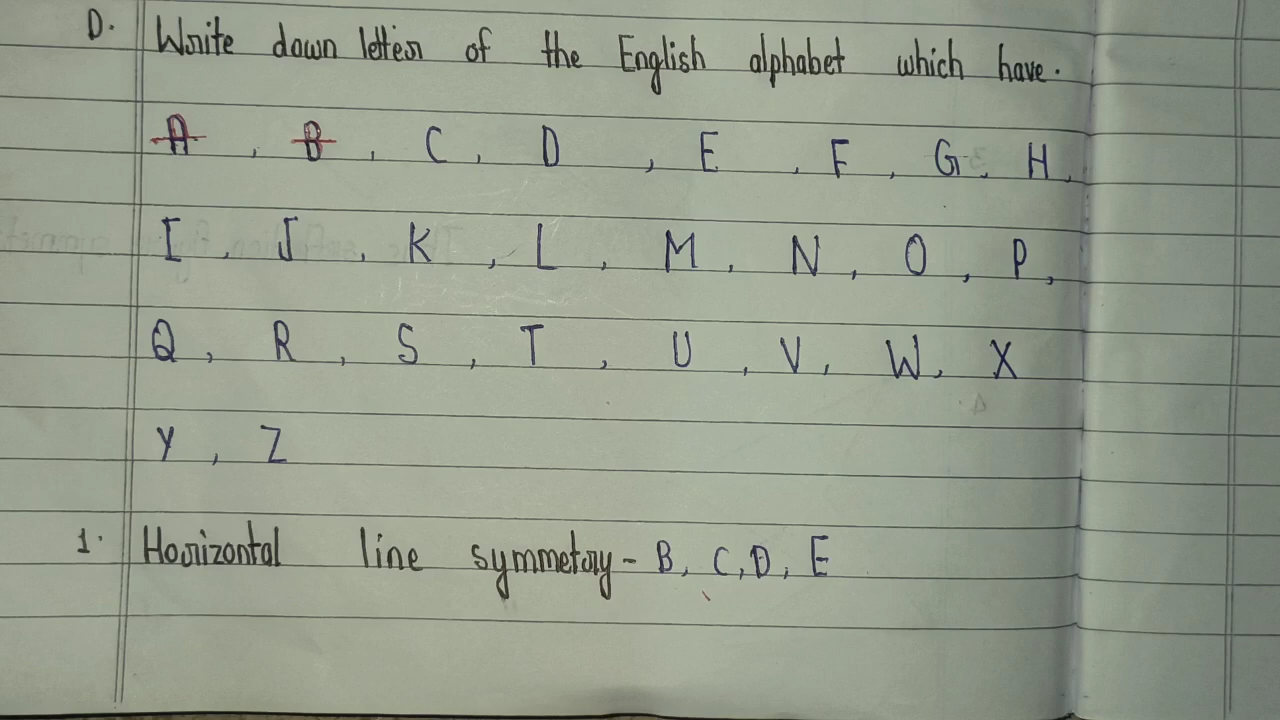 D. Write down letter of the English alphabet which have.
A, B, C, D, E, F, G, H,
I, J, K, L, M, N, O, P,
Q, R, S, T, U, V, W, X
Y, Z
1. Horizontal line symmetry - B, C, D, E